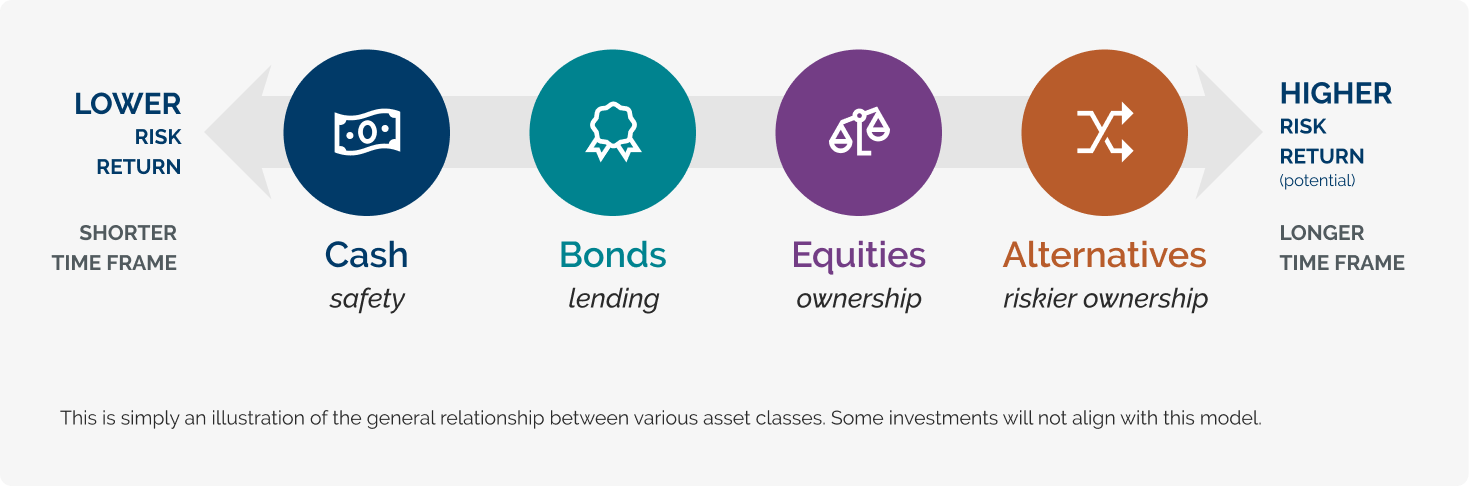 LOWER
RISK
RETURN
SHORTER
TIME FRAME
Cash
safety
Bonds
lending
Equities
ownership
Alternatives
riskier ownership
HIGHER
RISK
RETURN
(potential)
LONGER
TIME FRAME
This is simply an illustration of the general relationship between various asset classes. Some investments will not align with this model.